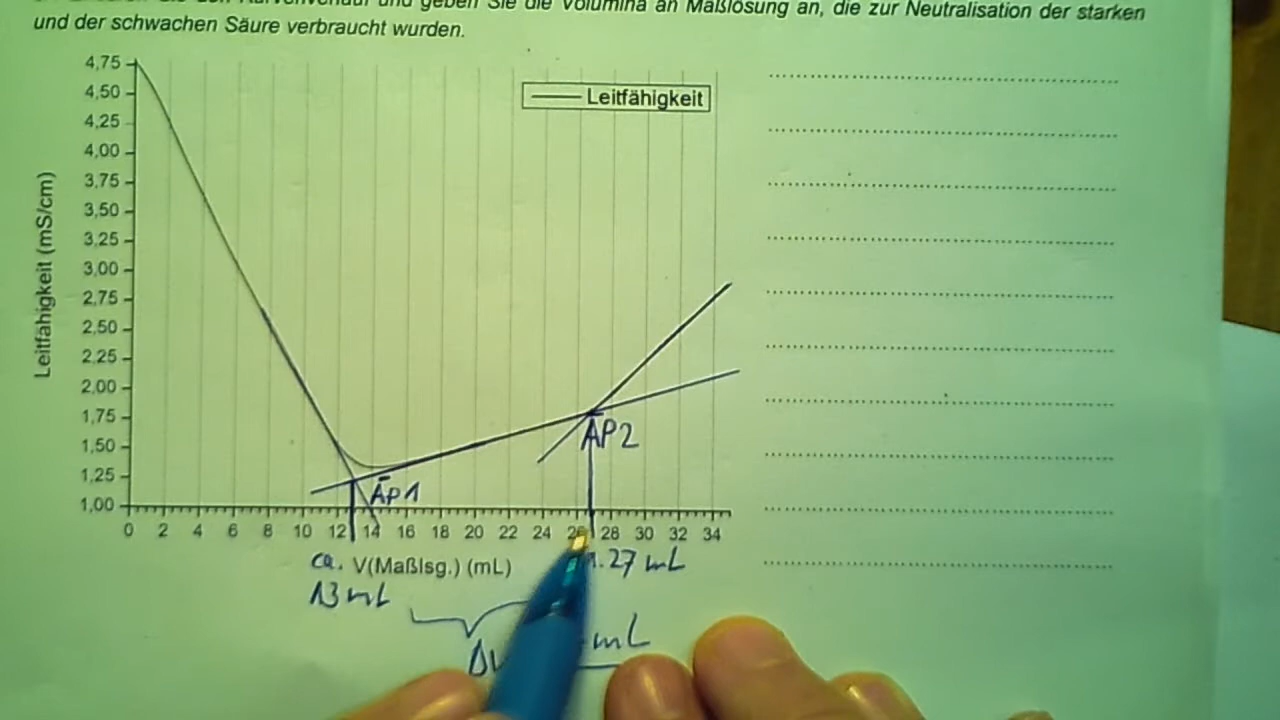 und geben Sie die Volumina an Maßlösung an, die zur Neutralisation der starken
und der schwachen Säure verbraucht wurden.
Leitfähigkeit
Leitfähigkeit (mS/cm)
4,75
4,50
4,25
4,00
3,75
3,50
3,25
3,00
2,75
2,50
2,25
2,00
1,75
1,50
1,25
1,00
ÄP1
ÄP2
0 2 4 6 8 10 12 14 16 18 20 22 24 26 28 30 32 34
V(Maßlsg.) (mL)
ca.
13 mL
27 mL
mL